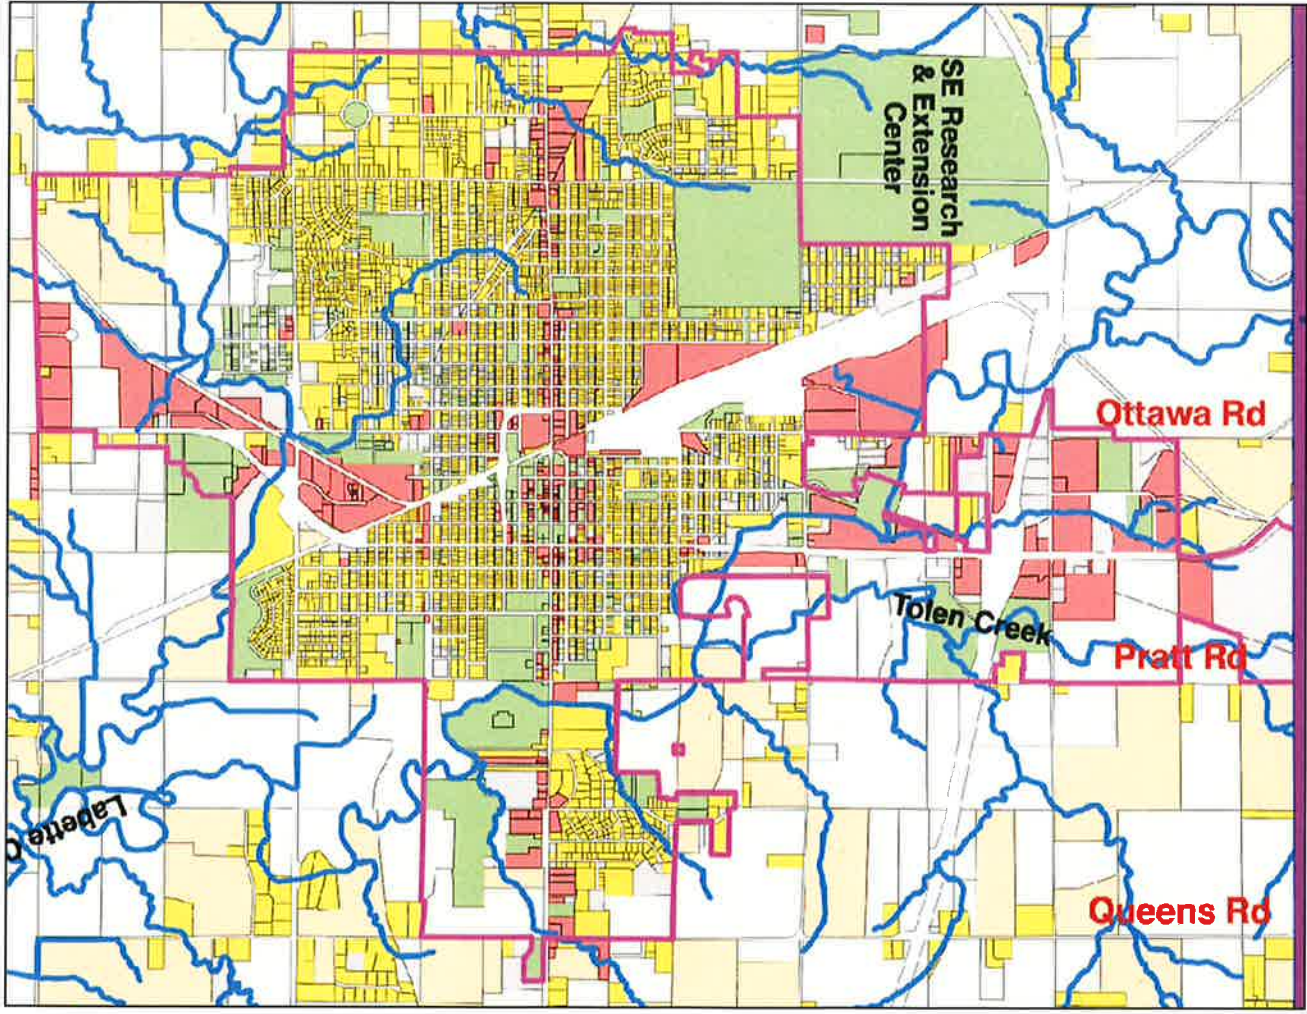 SE Research
& Extension
Center
Ottawa Rd
Tolen Creek
Pratt Rd
Labette C
Queens Rd